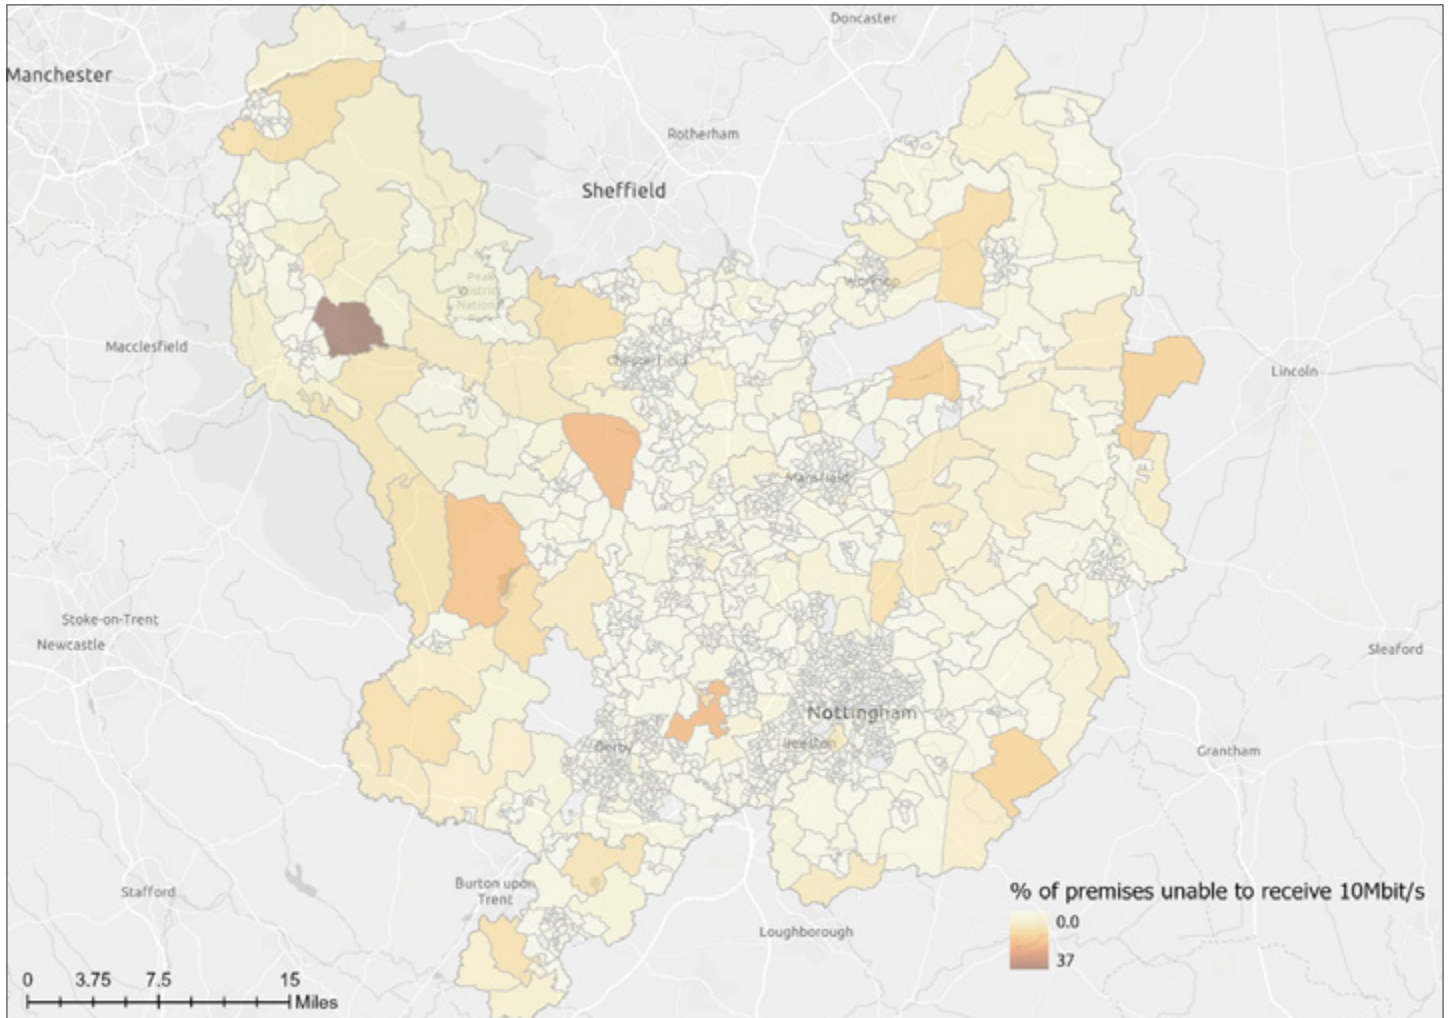 Doncaster
Manchester
Rotherham
Sheffield
Peak
District
National
Park
Worksop
Macclesfield
Chesterfield
Lincoln
Mansfield
Stoke-on-Trent
Newcastle
Sleaford
Nottingham
Derby
Beeston
Grantham
Stafford
Burton upon
Trent
Loughborough
% of premises unable to receive 10Mbit/s
0.0
37
0 3.75 7.5 15
Miles